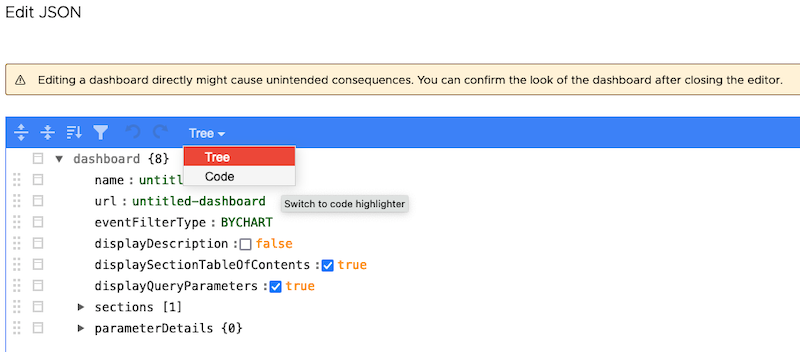 Edit JSON
Editing a dashboard directly might cause unintended consequences. You can confirm the look of the dashboard after closing the editor.
Tree
dashboard {8}
Tree
Code
name : untitl
url : untitled-dashboard
Switch to code highlighter
eventFilterType : BYCHART
displayDescription : false
displaySectionTableOfContents : true
displayQueryParameters : true
sections [1]
parameterDetails {0}